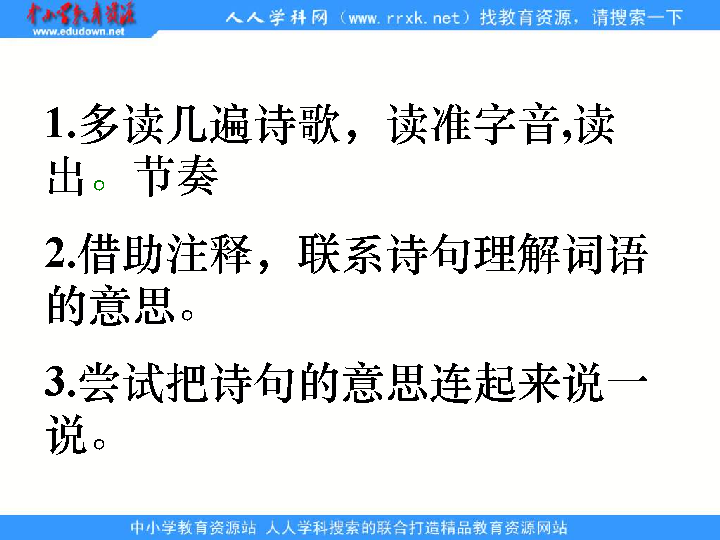 中小学教育资源
www.edudown.net
人人学科网（www.rrxk.net）找教育资源，请搜索一下
1.多读几遍诗歌，读准字音,读
出。节奏
2.借助注释，联系诗句理解词语
的意思。
3.尝试把诗句的意思连起来说一
说。
中小学教育资源站 人人学科搜索的联合打造精品教育资源网站